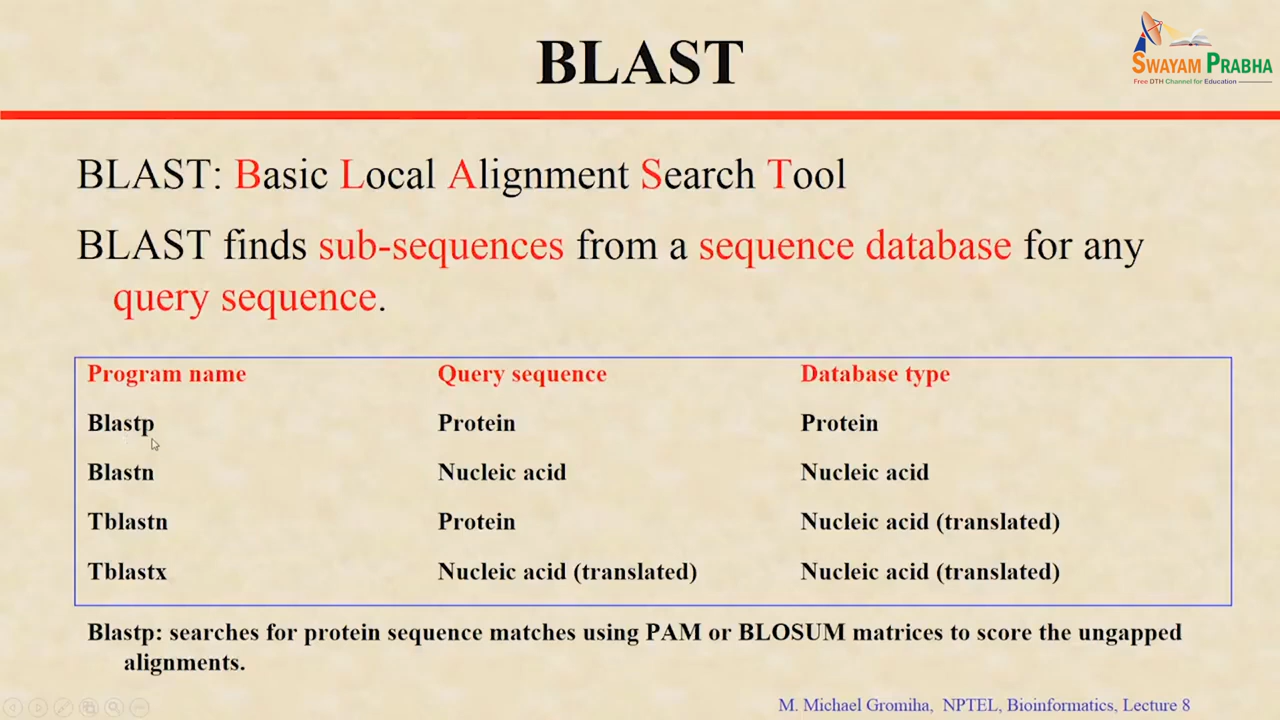 BLAST
SWAYAM PRABHA
Free DTH Channel for Education
BLAST: Basic Local Alignment Search Tool
BLAST finds sub-sequences from a sequence database for any
query sequence.
Program name Query sequence Database type
Blastp Protein Protein
Blastn Nucleic acid Nucleic acid
Tblastn Protein Nucleic acid (translated)
Tblastx Nucleic acid (translated) Nucleic acid (translated)
Blastp: searches for protein sequence matches using PAM or BLOSUM matrices to score the ungapped
alignments.
M. Michael Gromiha, NPTEL, Bioinformatics, Lecture 8